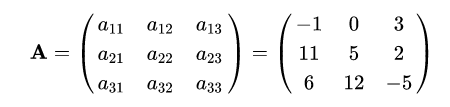 a₁₁ a₁₂ a₁₃ −1 0 3
A = a₂₁ a₂₂ a₂₃ = 11 5 2
a₃₁ a₃₂ a₃₃ 6 12 −5